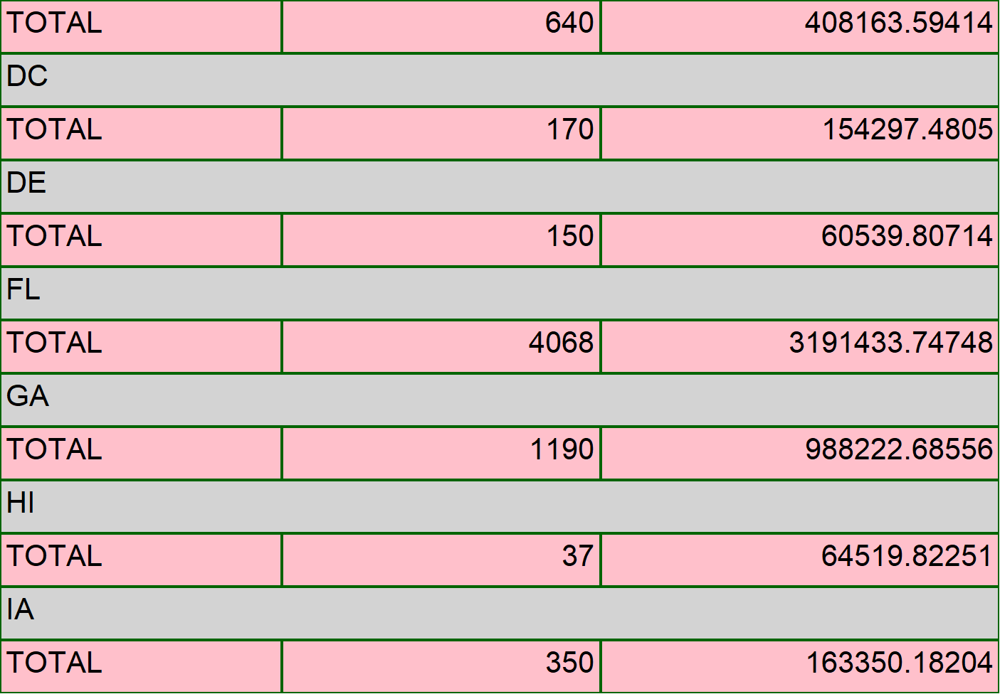 TOTAL 640 408163.59414
DC
TOTAL 170 154297.4805
DE
TOTAL 150 60539.80714
FL
TOTAL 4068 3191433.74748
GA
TOTAL 1190 988222.68556
HI
TOTAL 37 64519.82251
IA
TOTAL 350 163350.18204